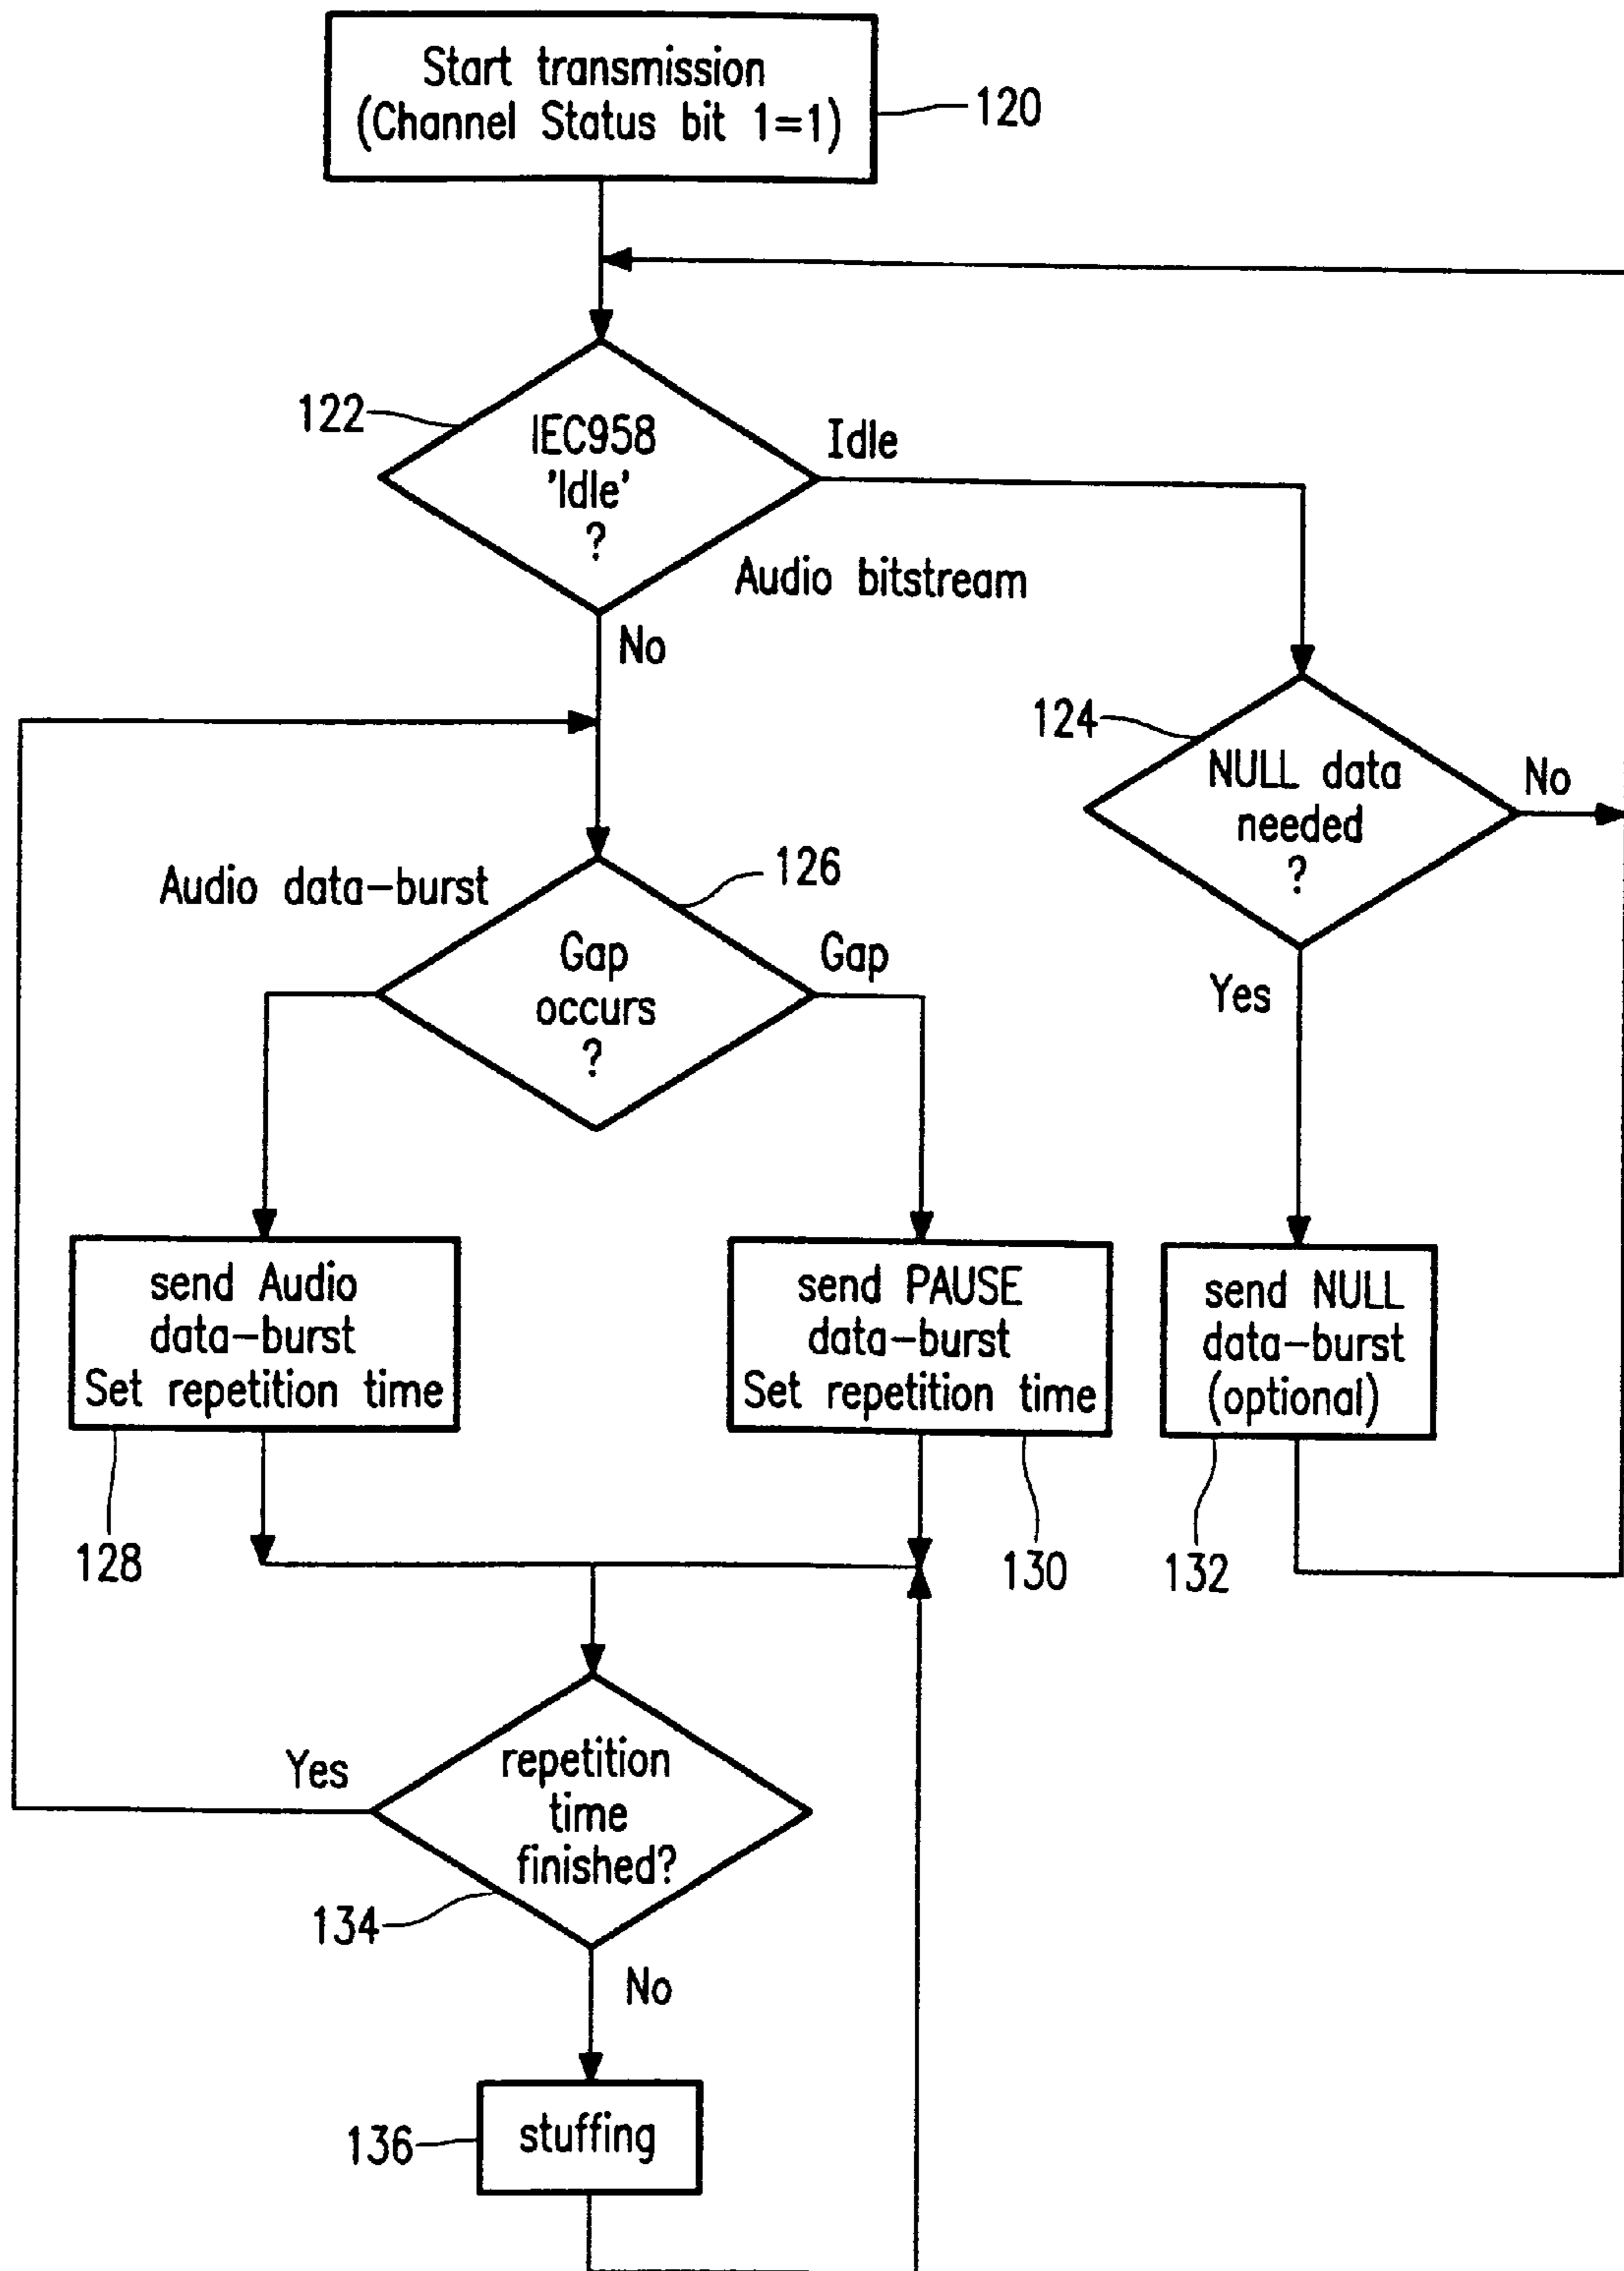 Start transmission
(Channel Status bit 1=1)
120
122
IEC958
'Idle'
?
Idle
Audio bitstream
No
124
NULL data
needed
?
No
Yes
Audio data-burst
126
Gap
occurs
?
Gap
send Audio
data-burst
Set repetition time
128
send PAUSE
data-burst
Set repetition time
130
send NULL
data-burst
(optional)
132
Yes
repetition
time
finished?
134
No
136
stuffing